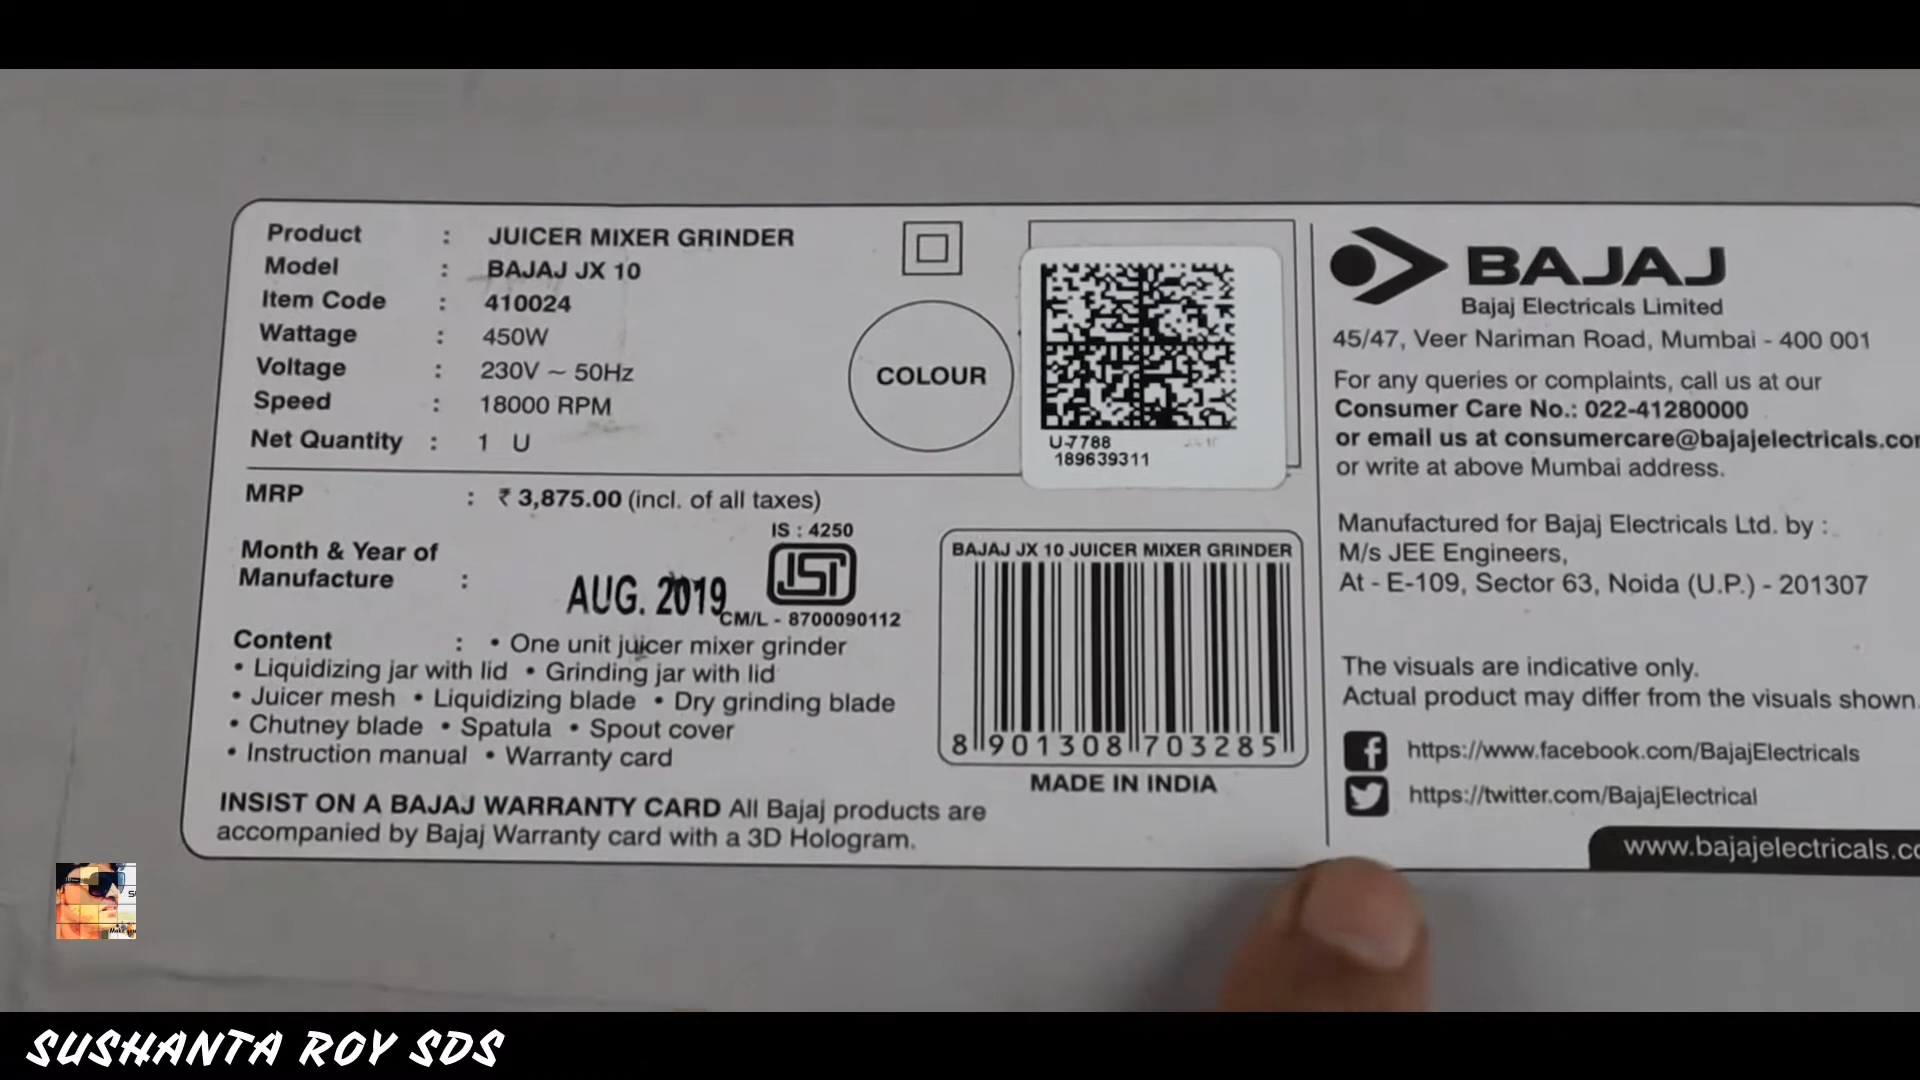 Product : JUICER MIXER GRINDER
Model : BAJAJ JX 10
Item Code : 410024
Wattage : 450W
Voltage : 230V ~ 50Hz
Speed : 18000 RPM
Net Quantity : 1 U
COLOUR
U-7788
189639311
MRP : ₹ 3,875.00 (incl. of all taxes)
Month & Year of
Manufacture :
AUG. 2019
IS : 4250
ISI
CM/L - 8700090112
Content : • One unit juicer mixer grinder
• Liquidizing jar with lid • Grinding jar with lid
• Juicer mesh • Liquidizing blade • Dry grinding blade
• Chutney blade • Spatula • Spout cover
• Instruction manual • Warranty card
INSIST ON A BAJAJ WARRANTY CARD All Bajaj products are
accompanied by Bajaj Warranty card with a 3D Hologram.
BAJAJ JX 10 JUICER MIXER GRINDER
8 901308 703285
MADE IN INDIA
BAJAJ
Bajaj Electricals Limited
45/47, Veer Nariman Road, Mumbai - 400 001
For any queries or complaints, call us at our
Consumer Care No.: 022-41280000
or email us at consumercare@bajajelectricals.co
or write at above Mumbai address.
Manufactured for Bajaj Electricals Ltd. by :
M/s JEE Engineers,
At - E-109, Sector 63, Noida (U.P.) - 201307
The visuals are indicative only.
Actual product may differ from the visuals shown.
https://www.facebook.com/BajajElectricals
https://twitter.com/BajajElectrical
www.bajajelectricals.co
SUSHANTA ROY SDS